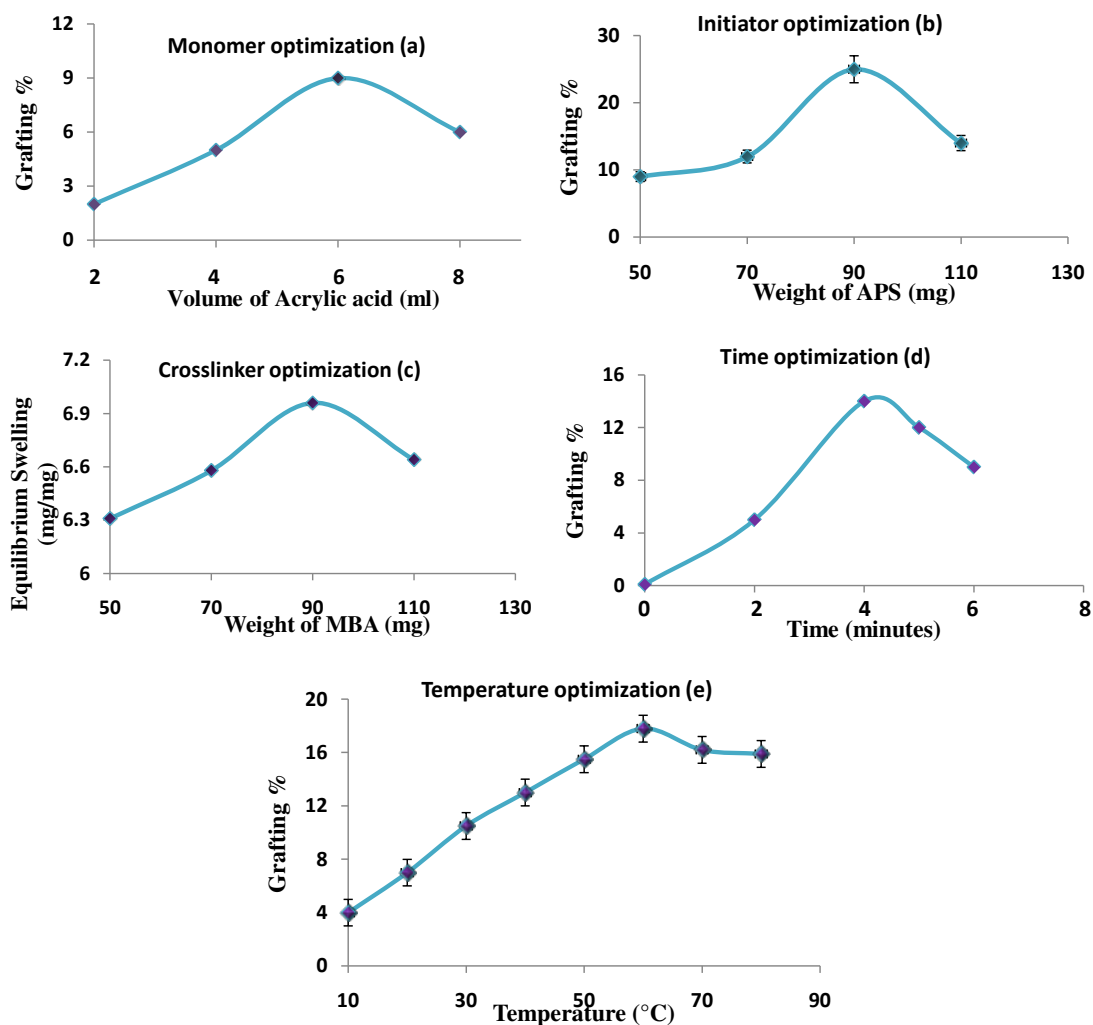 Monomer optimization (a)
12
9
6
3
0
Grafting %
2 4 6 8
Volume of Acrylic acid (ml)
Initiator optimization (b)
30
20
10
0
Grafting %
50 70 90 110 130
Weight of APS (mg)
Crosslinker optimization (c)
7.2
6.9
6.6
6.3
6
Equilibrium Swelling
(mg/mg)
50 70 90 110 130
Weight of MBA (mg)
Time optimization (d)
16
12
8
4
0
Grafting %
0 2 4 6 8
Time (minutes)
Temperature optimization (e)
20
16
12
8
4
0
Grafting %
10 30 50 70 90
Temperature (°C)